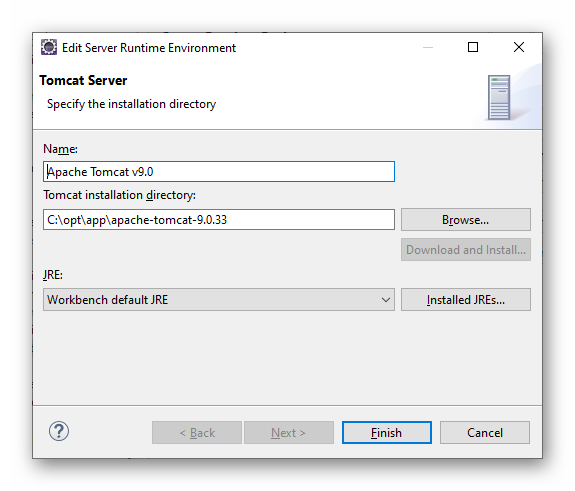 Edit Server Runtime Environment
Tomcat Server
Specify the installation directory
Name:
Apache Tomcat v9.0
Tomcat installation directory:
C:\opt\app\apache-tomcat-9.0.33
Browse...
Download and Install...
JRE:
Workbench default JRE
Installed JREs...
< Back
Next >
Finish
Cancel